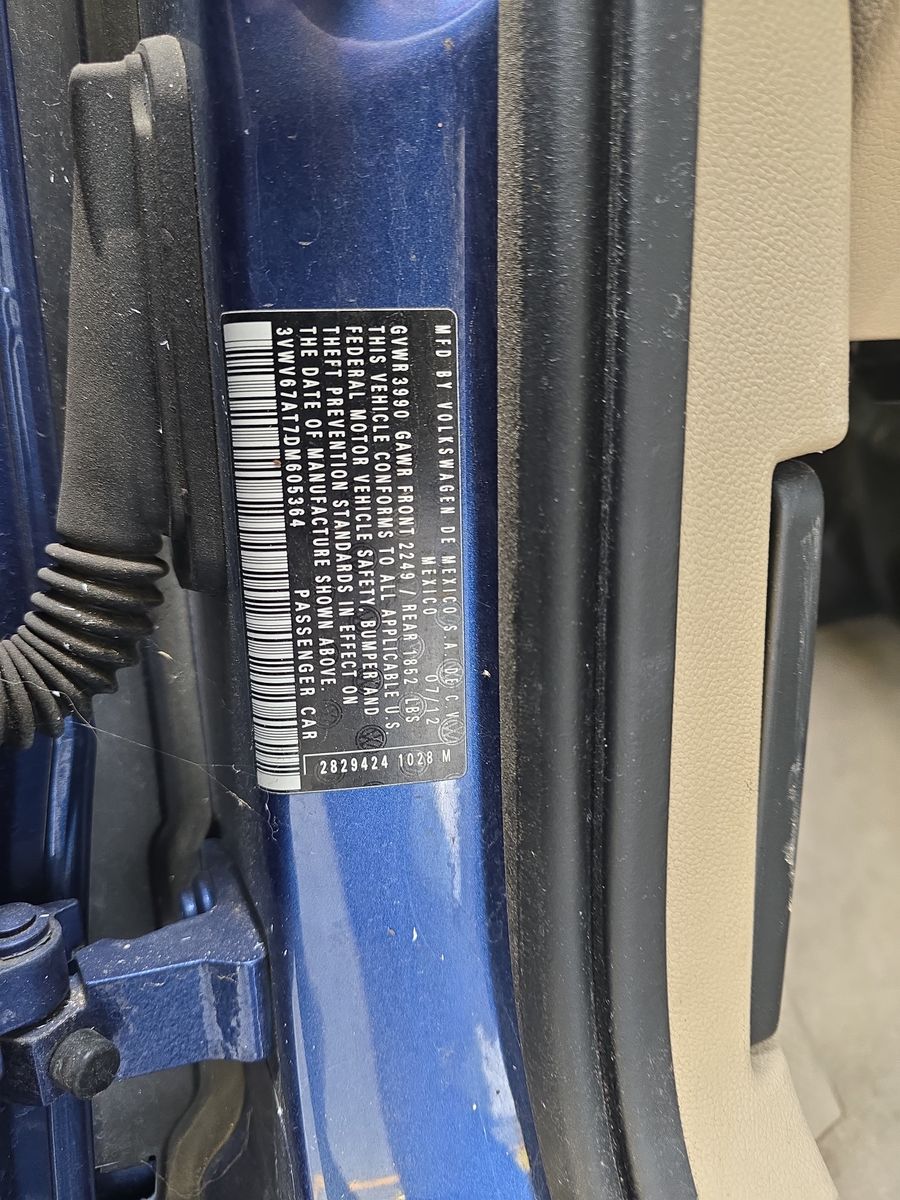 MFD BY VOLKSWAGEN DE MEXICO S.A. DE C.V.
MEXICO 07/12
GVWR 3990 GAWR FRONT 2249 / REAR 1852 LBS
THIS VEHICLE CONFORMS TO ALL APPLICABLE U.S
FEDERAL MOTOR VEHICLE SAFETY, BUMPER AND
THEFT PREVENTION STANDARDS IN EFFECT ON
THE DATE OF MANUFACTURE SHOWN ABOVE.
3VWV67AT7DM605364 PASSENGER CAR
2829424 1028 M